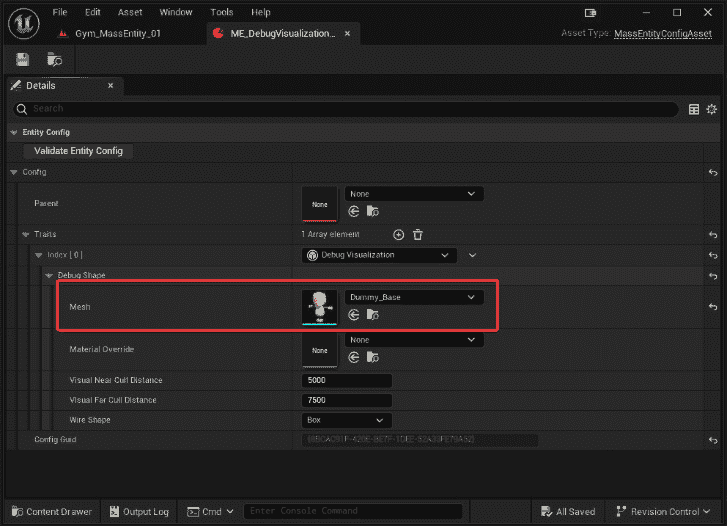 File Edit Asset Window Tools Help
Gym_MassEntity_01 ME_DebugVisualization...
Asset Type: MassEntityConfigAsset
Details
Search
Entity Config
Validate Entity Config
Config
Parent None None
Traits 1 Array element
Index [ 0 ] Debug Visualization
Debug Shape
Mesh Dummy_Base
Material Override None None
Visual Near Cull Distance 5000
Visual Far Cull Distance 7500
Wire Shape Box
Config Guid
Content Drawer Output Log Cmd Enter Console Command All Saved Revision Control